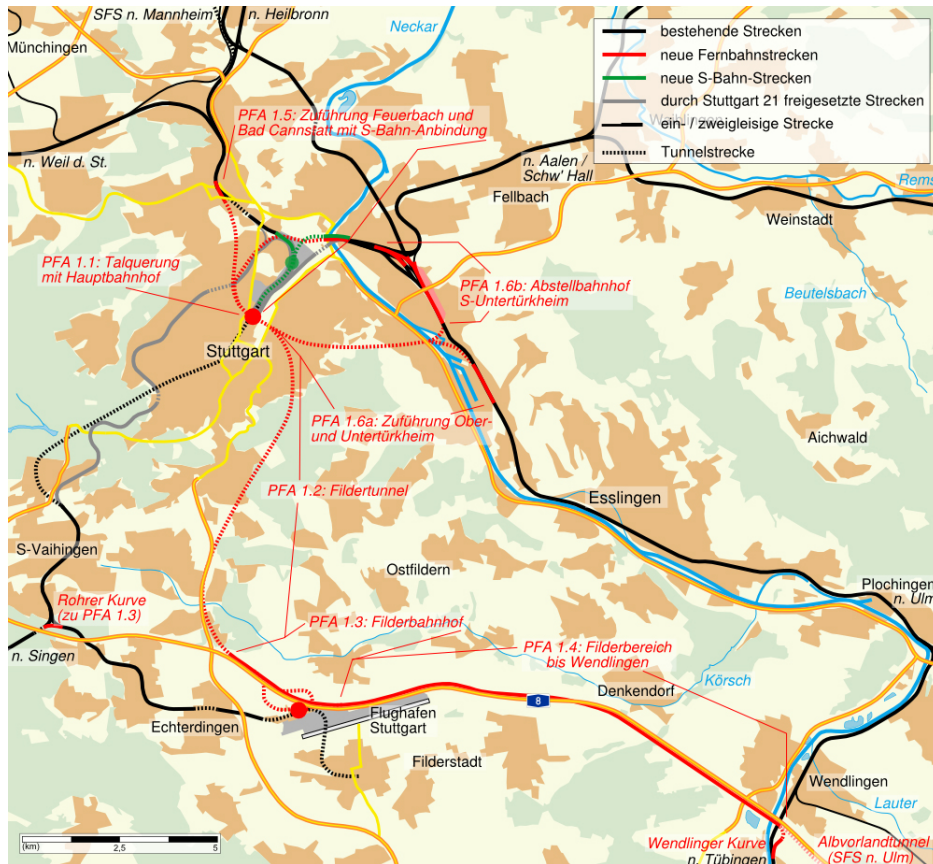 SFS n. Mannheim
n. Heilbronn
Neckar
Münchingen
bestehende Strecken
neue Fernbahnstrecken
neue S-Bahn-Strecken
durch Stuttgart 21 freigesetzte Strecken
ein- / zweigleisige Strecke
Tunnelstrecke
Waiblingen
PFA 1.5: Zuführung Feuerbach und
Bad Cannstatt mit S-Bahn-Anbindung
n. Weil d. St.
n. Aalen /
Schw' Hall
Fellbach
Rems
Weinstadt
PFA 1.1: Talquerung
mit Hauptbahnhof
PFA 1.6b: Abstellbahnhof
S-Untertürkheim
Beutelsbach
Stuttgart
PFA 1.6a: Zuführung Ober-
und Untertürkheim
Aichwald
PFA 1.2: Fildertunnel
Esslingen
S-Vaihingen
Ostfildern
Plochingen
n. Ulm
Rohrer Kurve
(zu PFA 1.3)
PFA 1.3: Filderbahnhof
PFA 1.4: Filderbereich
bis Wendlingen
n. Singen
Körsch
Denkendorf
8
Echterdingen
Flughafen
Stuttgart
Filderstadt
Wendlingen
Lauter
(km) 2,5 5
Wendlinger Kurve
n. Tübingen
Albvorlandtunnel
(SFS n. Ulm)